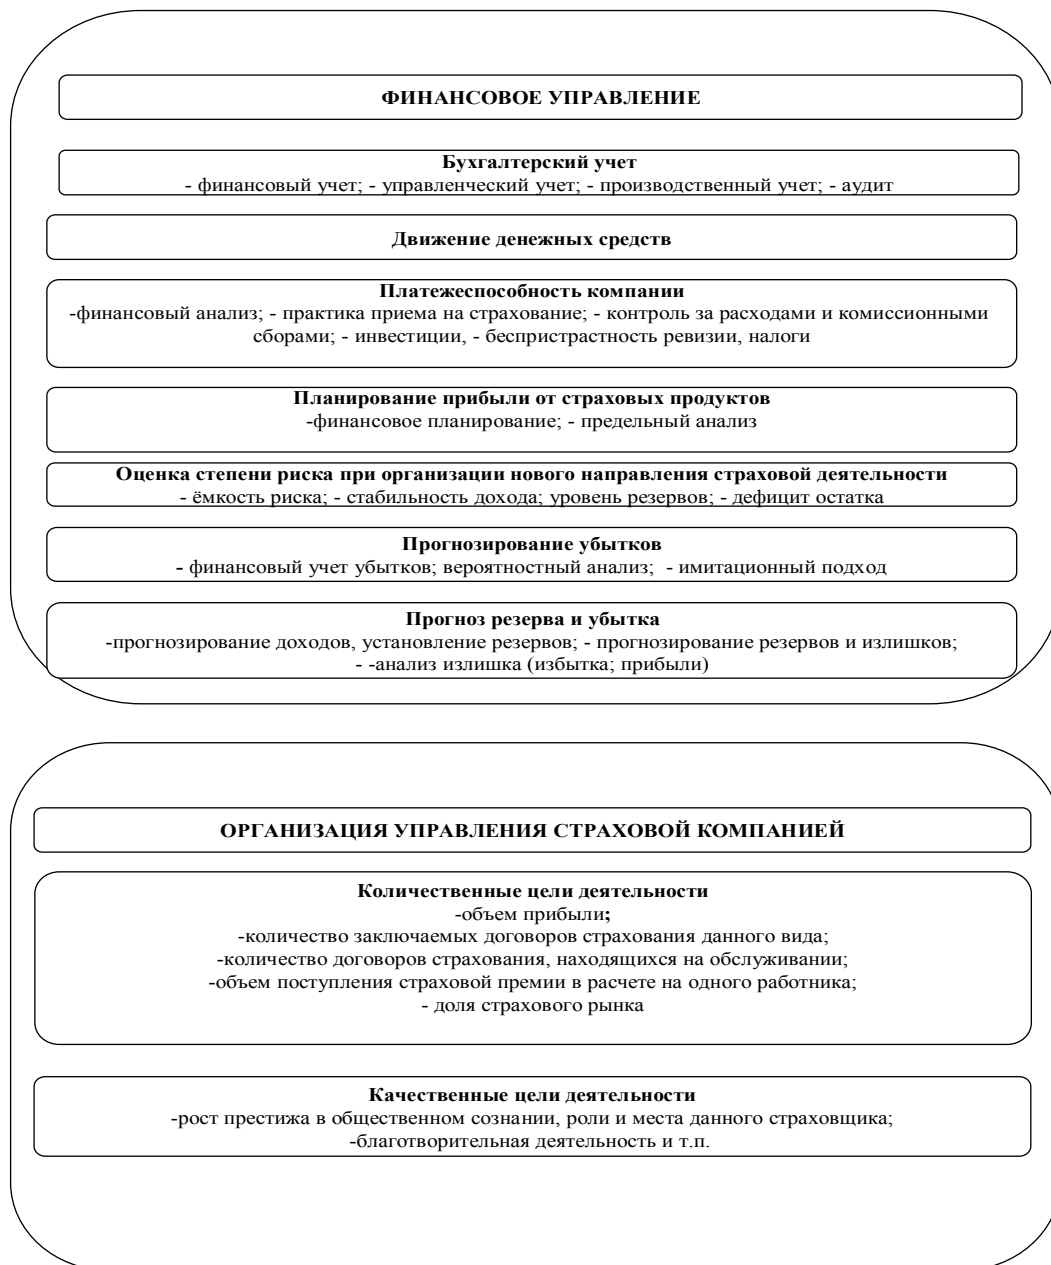 ФИНАНСОВОЕ УПРАВЛЕНИЕ
Бухгалтерский учет
- финансовый учет; - управленческий учет; - производственный учет; - аудит
Движение денежных средств
Платежеспособность компании
-финансовый анализ; - практика приема на страхование; - контроль за расходами и комиссионными
сборами; - инвестиции, - беспристрастность ревизии, налоги
Планирование прибыли от страховых продуктов
-финансовое планирование; - предельный анализ
Оценка степени риска при организации нового направления страховой деятельности
- ёмкость риска; - стабильность дохода; уровень резервов; - дефицит остатка
Прогнозирование убытков
- финансовый учет убытков; вероятностный анализ; - имитационный подход
Прогноз резерва и убытка
-прогнозирование доходов, установление резервов; - прогнозирование резервов и излишков;
- -анализ излишка (избытка; прибыли)
ОРГАНИЗАЦИЯ УПРАВЛЕНИЯ СТРАХОВОЙ КОМПАНИЕЙ
Количественные цели деятельности
-объем прибыли;
-количество заключаемых договоров страхования данного вида;
-количество договоров страхования, находящихся на обслуживании;
-объем поступления страховой премии в расчете на одного работника;
- доля страхового рынка
Качественные цели деятельности
-рост престижа в общественном сознании, роли и места данного страховщика;
-благотворительная деятельность и т.п.